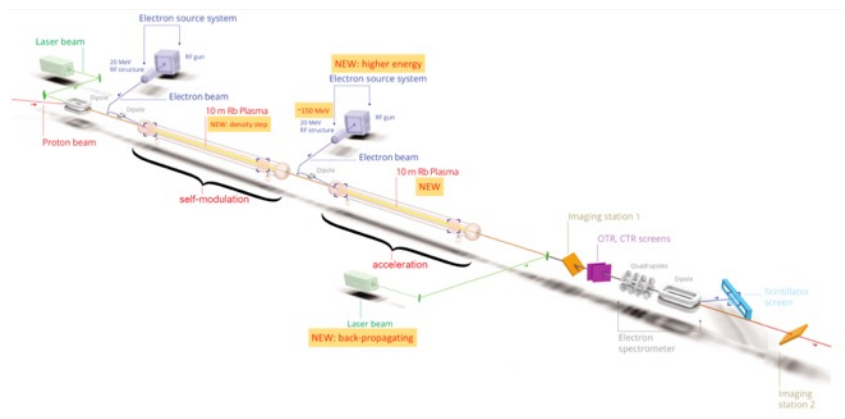 Electron source system
Laser beam
20 MeV
RF structure
RF gun
Dipole
Electron beam
Dipole
Proton beam
10 m Rb Plasma
NEW: density step
self-modulation
NEW: higher energy
Electron source system
~150 MeV
20 MeV
RF structure
RF gun
Electron beam
Dipole
10 m Rb Plasma
NEW
acceleration
Laser beam
NEW: back-propagating
Imaging station 1
OTR, CTR screens
Quadrupoles
Dipole
Scintillator
screen
Electron
spectrometer
Imaging
station 2